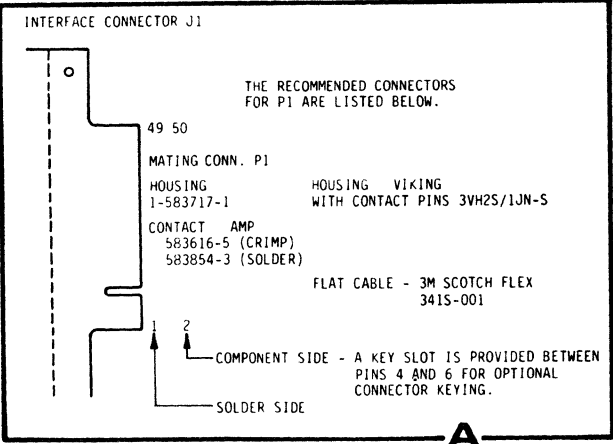 INTERFACE CONNECTOR J1
THE RECOMMENDED CONNECTORS
FOR P1 ARE LISTED BELOW.
49 50
MATING CONN. P1
HOUSING
1-583717-1
HOUSING VIKING
WITH CONTACT PINS 3VH2S/1JN-S
CONTACT AMP
583616-5 (CRIMP)
583854-3 (SOLDER)
FLAT CABLE - 3M SCOTCH FLEX
341S-001
1 2
COMPONENT SIDE - A KEY SLOT IS PROVIDED BETWEEN
PINS 4 AND 6 FOR OPTIONAL
CONNECTOR KEYING.
SOLDER SIDE
A